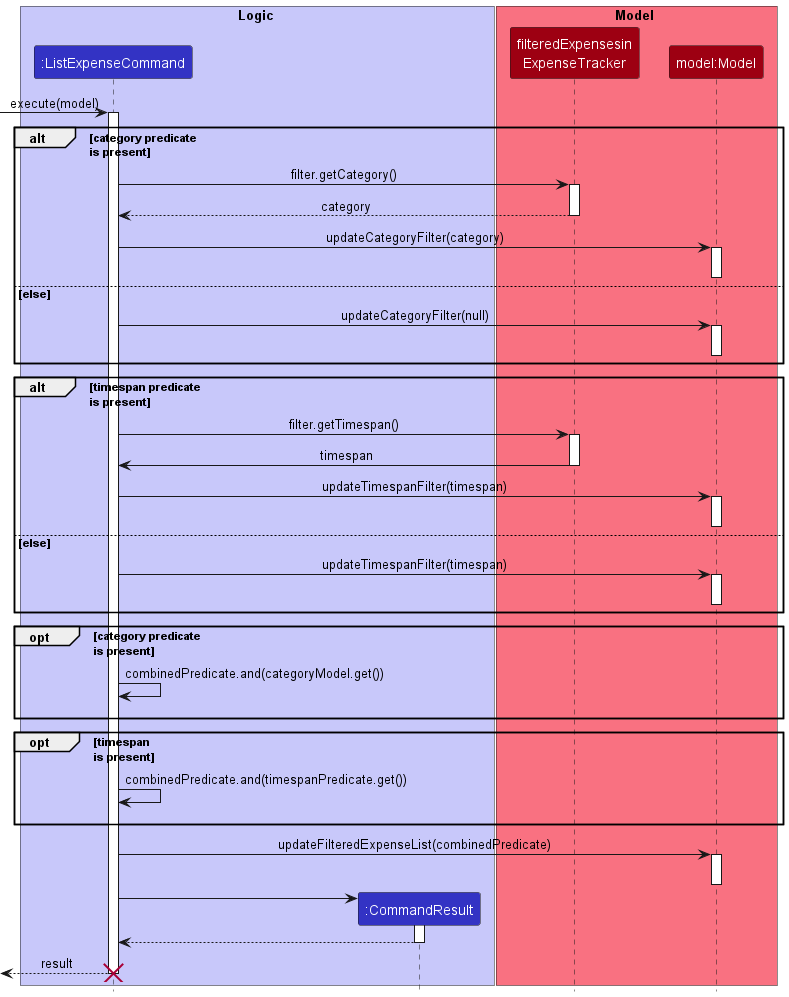 Logic
Model
:ListExpenseCommand
filteredExpensesin
ExpenseTracker
model:Model
execute(model)
alt
[category predicate
is present]
filter.getCategory()
category
updateCategoryFilter(category)
[else]
updateCategoryFilter(null)
alt
[timespan predicate
is present]
filter.getTimespan()
timespan
updateTimespanFilter(timespan)
[else]
updateTimespanFilter(timespan)
opt
[category predicate
is present]
combinedPredicate.and(categoryModel.get())
opt
[timespan
is present]
combinedPredicate.and(timespanPredicate.get())
updateFilteredExpenseList(combinedPredicate)
:CommandResult
result